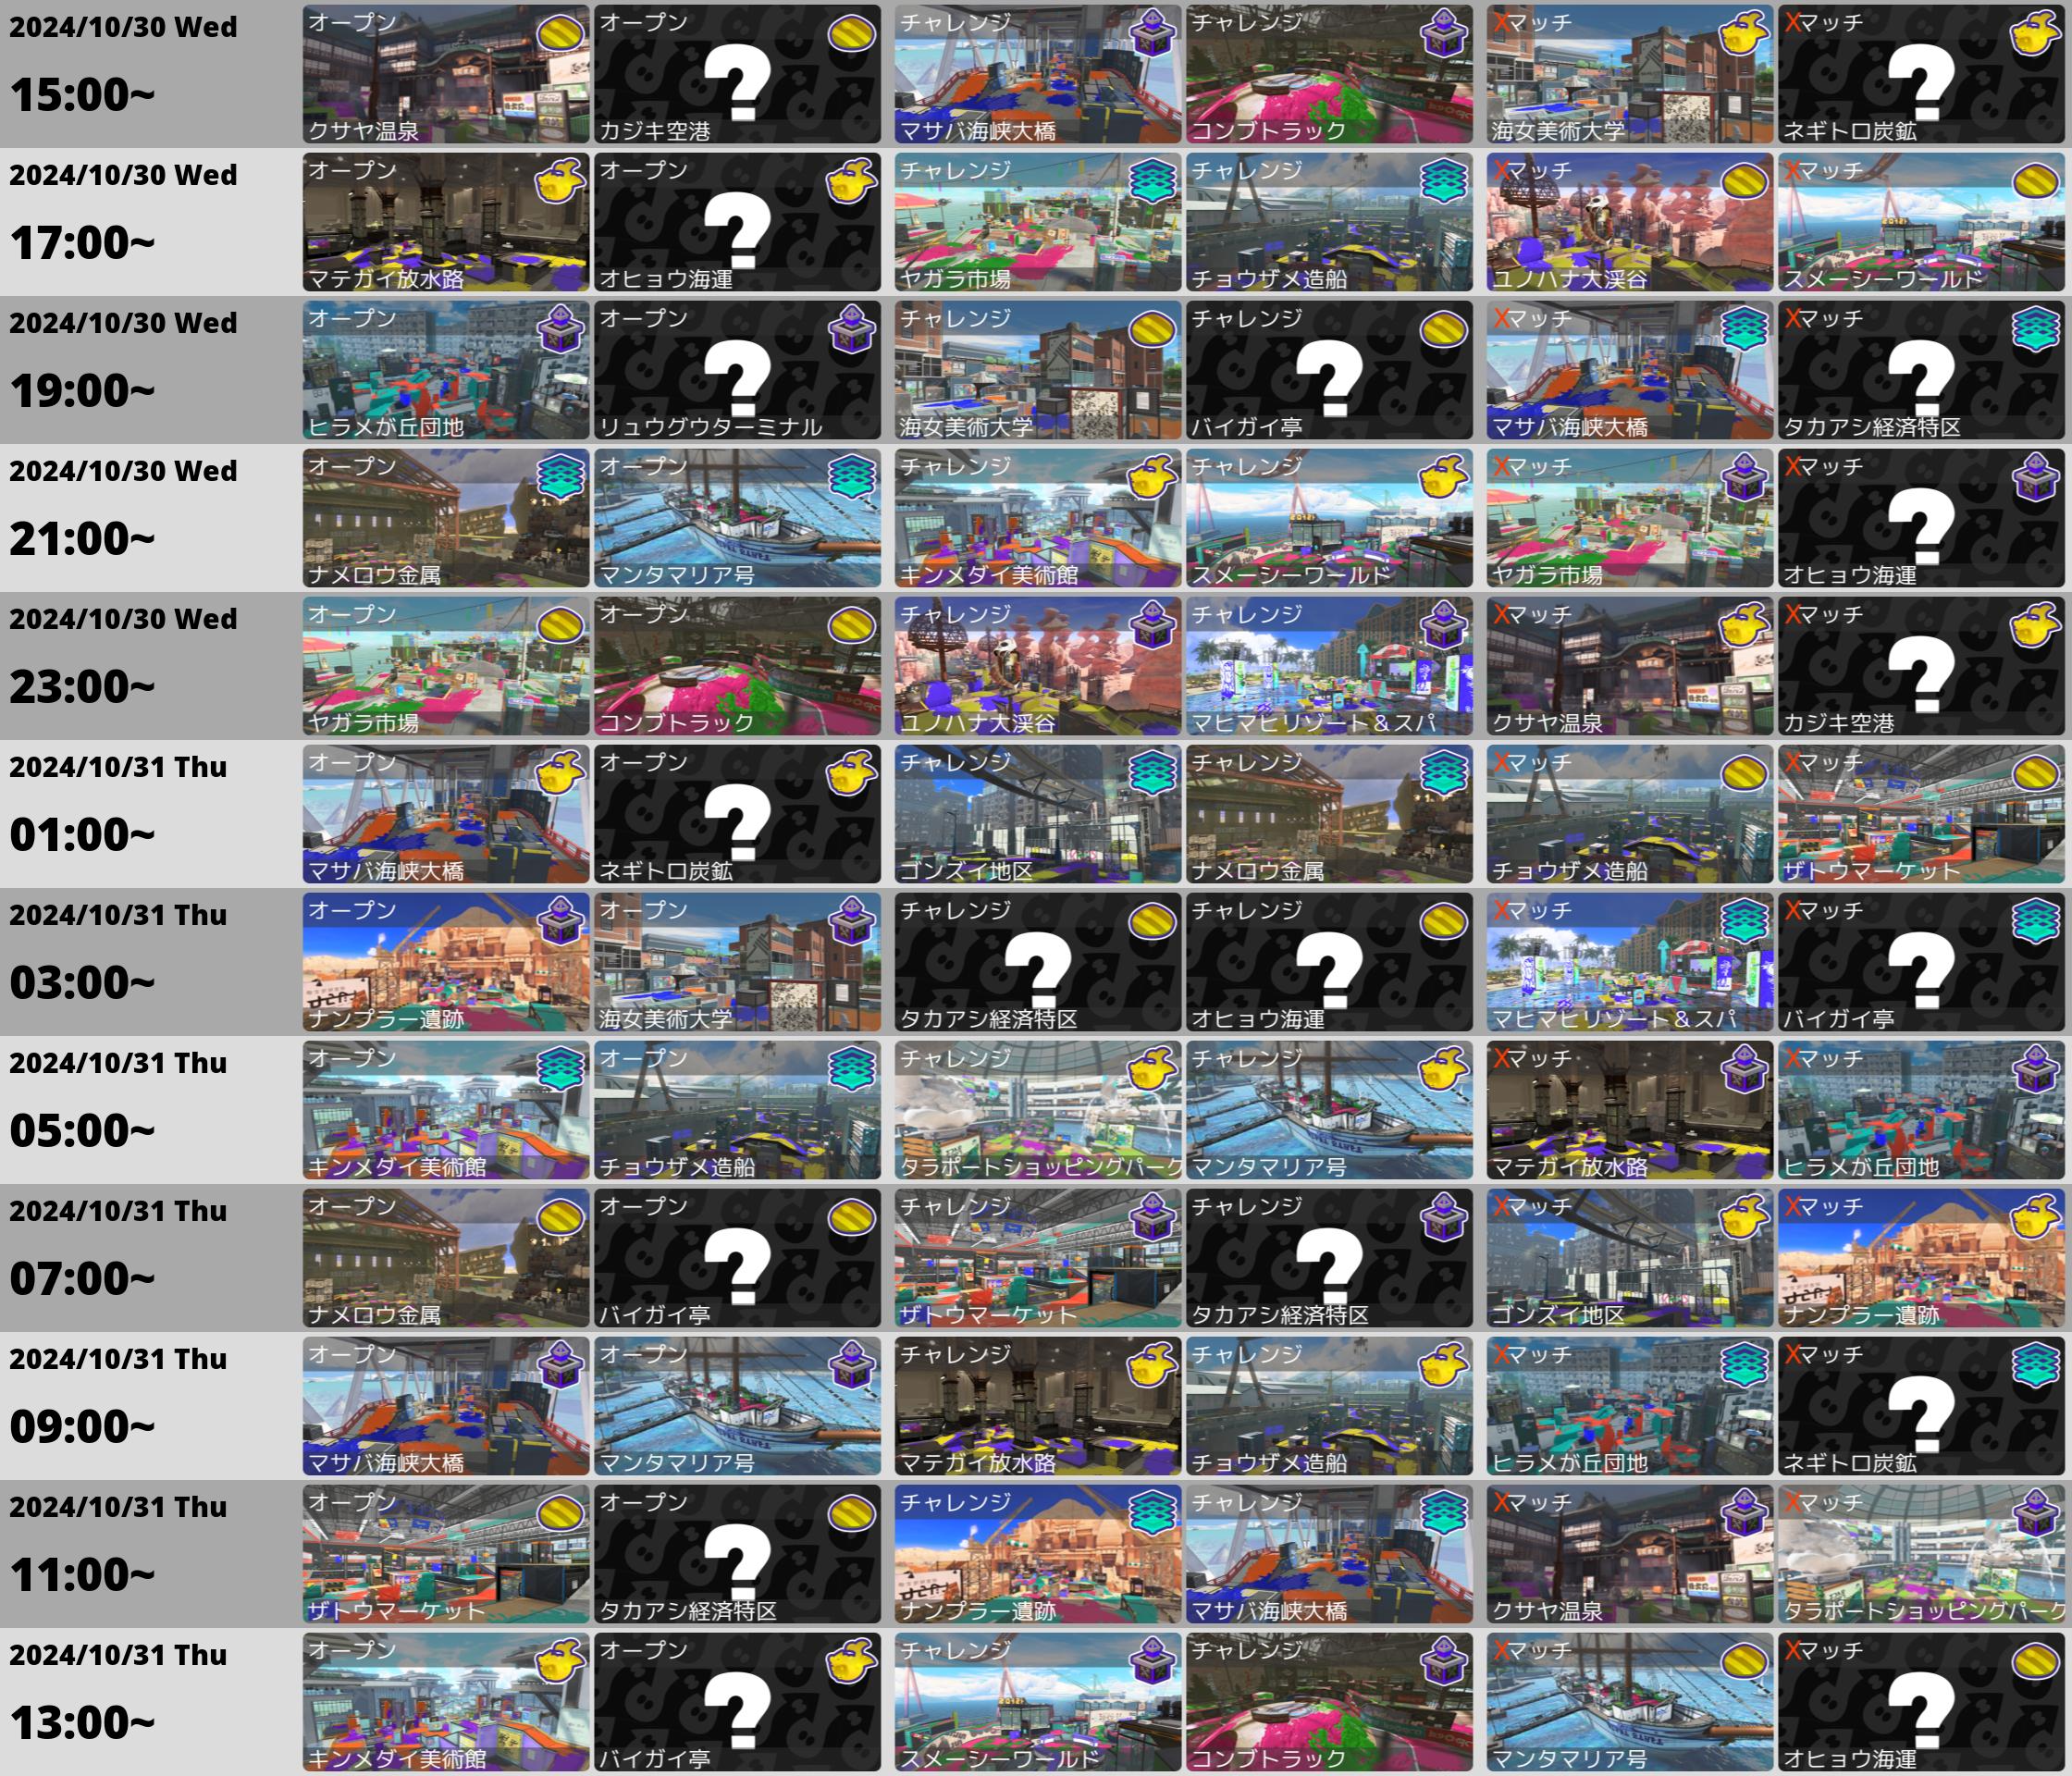 2024/10/30 Wed
15:00~
オープン オープン チャレンジ チャレンジ Xマッチ Xマッチ
クサヤ温泉 カジキ空港 マサバ海峡大橋 コンブトラック 海女美術大学 ネギトロ炭鉱
2024/10/30 Wed
17:00~
オープン オープン チャレンジ チャレンジ Xマッチ Xマッチ
マテガイ放水路 オヒョウ海運 ヤガラ市場 チョウザメ造船 ユノハナ大渓谷 スメーシーワールド
2024/10/30 Wed
19:00~
オープン オープン チャレンジ チャレンジ Xマッチ Xマッチ
ヒラメが丘団地 リュウグウターミナル 海女美術大学 バイガイ亭 マサバ海峡大橋 タカアシ経済特区
2024/10/30 Wed
21:00~
オープン オープン チャレンジ チャレンジ Xマッチ Xマッチ
ナメロウ金属 マンタマリア号 キンメダイ美術館 スメーシーワールド ヤガラ市場 オヒョウ海運
2024/10/30 Wed
23:00~
オープン オープン チャレンジ チャレンジ Xマッチ Xマッチ
ヤガラ市場 コンブトラック ユノハナ大渓谷 マヒマヒリゾート＆スパ クサヤ温泉 カジキ空港
2024/10/31 Thu
01:00~
オープン オープン チャレンジ チャレンジ Xマッチ Xマッチ
マサバ海峡大橋 ネギトロ炭鉱 ゴンズイ地区 ナメロウ金属 チョウザメ造船 ザトウマーケット
2024/10/31 Thu
03:00~
オープン オープン チャレンジ チャレンジ Xマッチ Xマッチ
ナンプラー遺跡 海女美術大学 タカアシ経済特区 オヒョウ海運 マヒマヒリゾート＆スパ バイガイ亭
2024/10/31 Thu
05:00~
オープン オープン チャレンジ チャレンジ Xマッチ Xマッチ
キンメダイ美術館 チョウザメ造船 タラポートショッピングパーク マンタマリア号 マテガイ放水路 ヒラメが丘団地
2024/10/31 Thu
07:00~
オープン オープン チャレンジ チャレンジ Xマッチ Xマッチ
ナメロウ金属 バイガイ亭 ザトウマーケット タカアシ経済特区 ゴンズイ地区 ナンプラー遺跡
2024/10/31 Thu
09:00~
オープン オープン チャレンジ チャレンジ Xマッチ Xマッチ
マサバ海峡大橋 マンタマリア号 マテガイ放水路 チョウザメ造船 ヒラメが丘団地 ネギトロ炭鉱
2024/10/31 Thu
11:00~
オープン オープン チャレンジ チャレンジ Xマッチ Xマッチ
ザトウマーケット タカアシ経済特区 ナンプラー遺跡 マサバ海峡大橋 クサヤ温泉 タラポートショッピングパーク
2024/10/31 Thu
13:00~
オープン オープン チャレンジ チャレンジ Xマッチ Xマッチ
キンメダイ美術館 バイガイ亭 スメーシーワールド コンブトラック マンタマリア号 オヒョウ海運